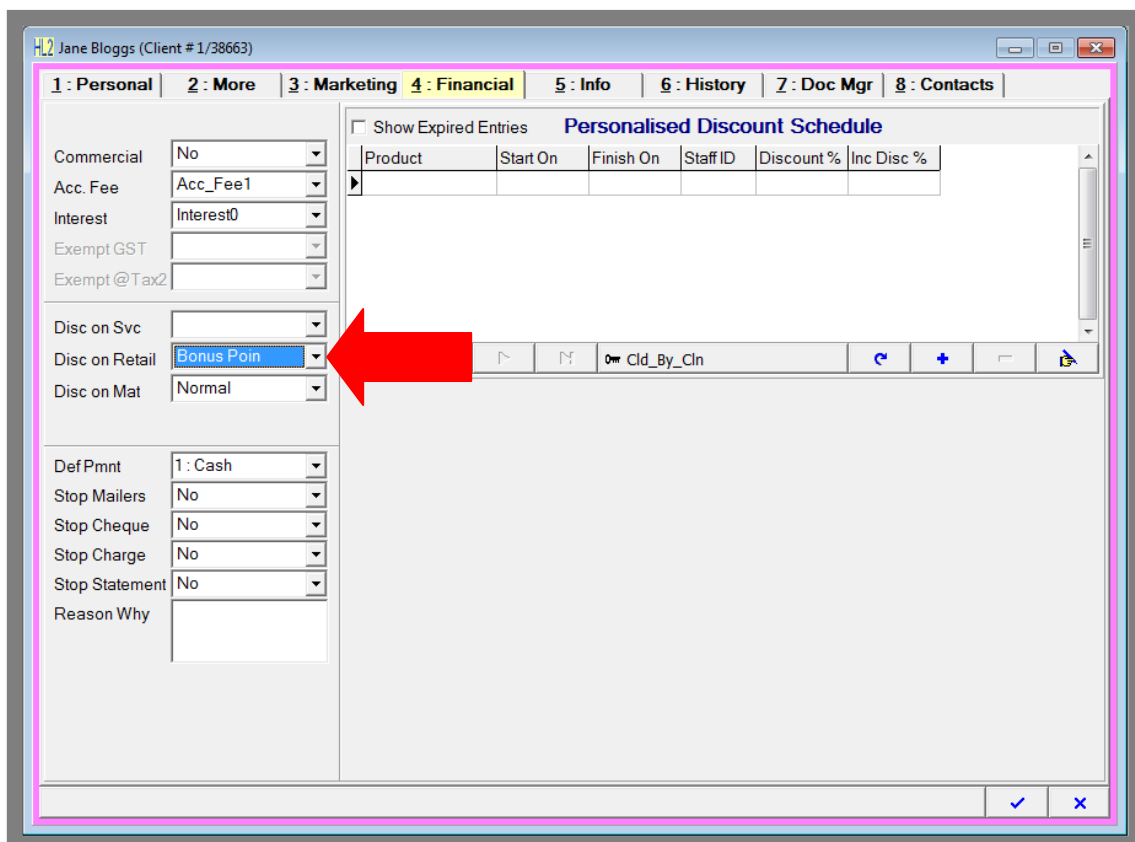 HL2 Jane Bloggs (Client # 1/38663)
1 : Personal 2 : More 3 : Marketing 4 : Financial 5 : Info 6 : History 7 : Doc Mgr 8 : Contacts
Show Expired Entries Personalised Discount Schedule
Product Start On Finish On Staff ID Discount % Inc Disc %
Commercial No
Acc. Fee Acc_Fee1
Interest Interest0
Exempt GST
Exempt @Tax2
Disc on Svc
Disc on Retail Bonus Poin
Disc on Mat Normal
Cld_By_Cln
Def Pmnt 1 : Cash
Stop Mailers No
Stop Cheque No
Stop Charge No
Stop Statement No
Reason Why